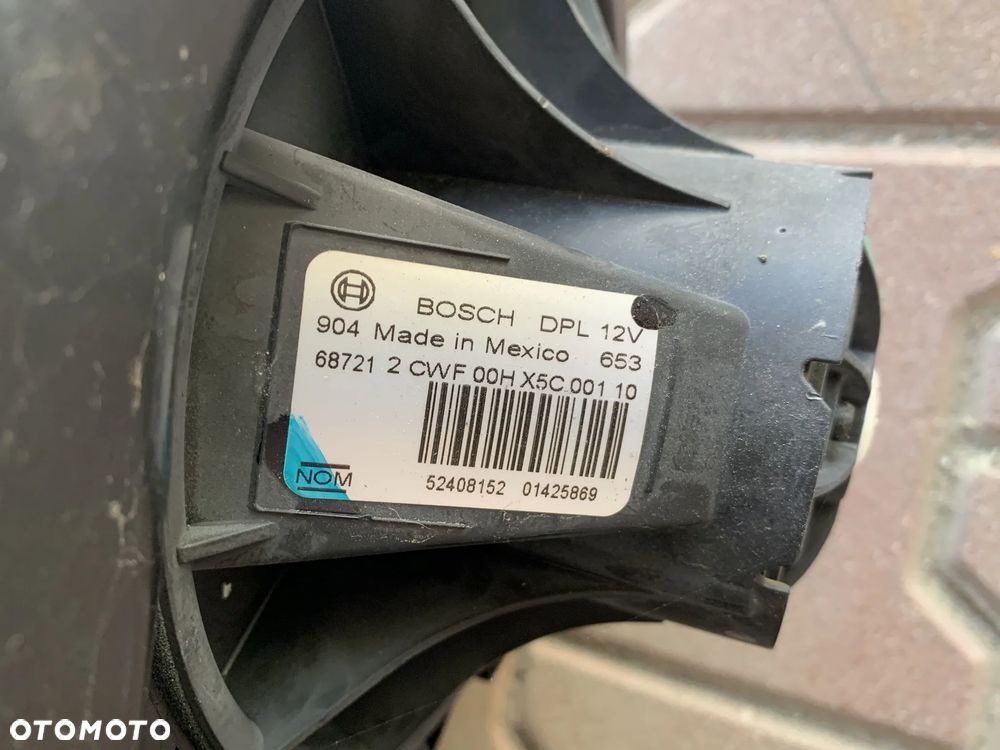 BOSCH DPL 12V
904 Made in Mexico 653
68721 2 CWF 00H X5C 001 10
52408152 01425869
NOM
OTOMOTO